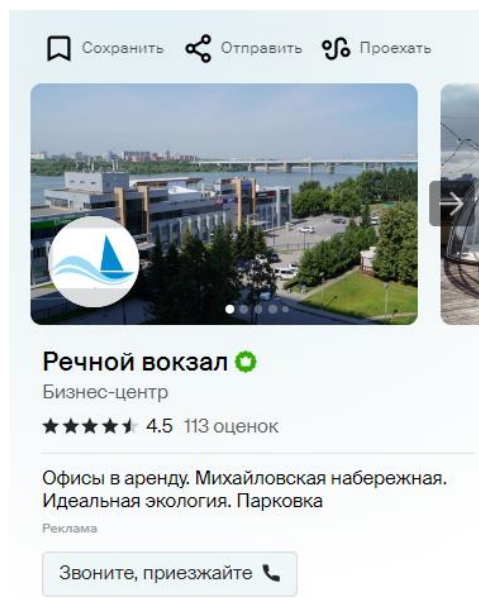 Сохранить Отправить Проехать
Речной вокзал
Бизнес-центр
4.5 113 оценок
Офисы в аренду. Михайловская набережная.
Идеальная экология. Парковка
Реклама
Звоните, приезжайте